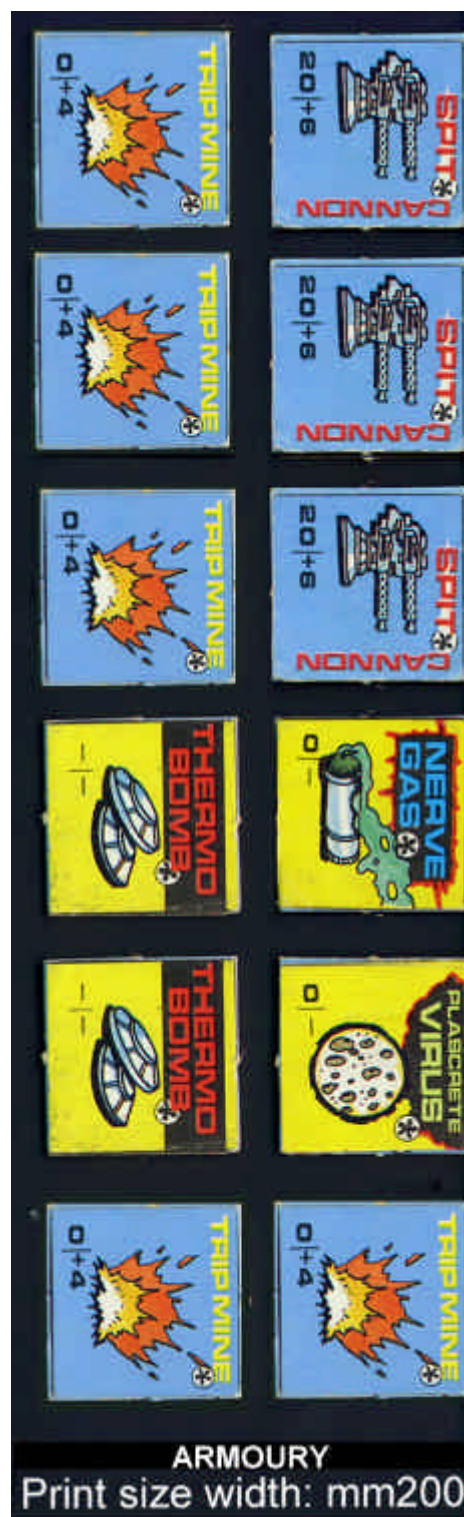 TRIP MINE
0 +4
SPIT
CANNON
20 +6
TRIP MINE
0 +4
SPIT
CANNON
20 +6
TRIP MINE
0 +4
SPIT
CANNON
20 +6
THERMO
BOMB
- -
NERVE
GAS
0 -
THERMO
BOMB
- -
PLASCRETE
VIRUS
0 -
TRIP MINE
0 +4
TRIP MINE
0 +4
ARMOURY
Print size width: mm200